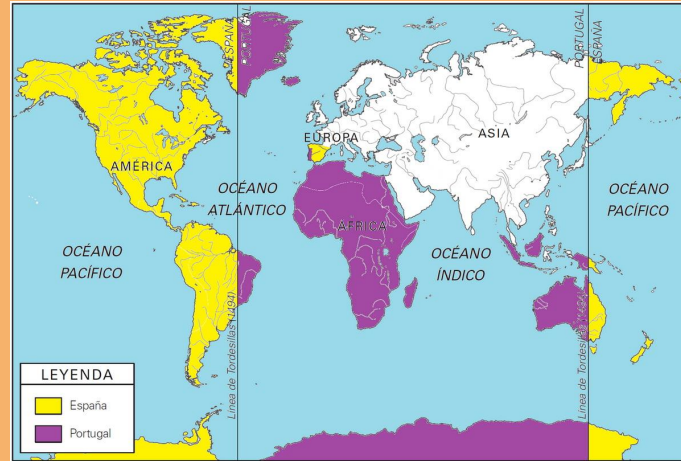 ESPAÑA
PORTUGAL
PORTUGAL
ESPAÑA
EUROPA
ASIA
AMÉRICA
OCÉANO
ATLÁNTICO
ÁFRICA
OCÉANO
PACÍFICO
OCÉANO
PACÍFICO
OCÉANO
ÍNDICO
Línea de Tordesillas (1494)
Línea de Tordesillas (1494)
LEYENDA
España
Portugal